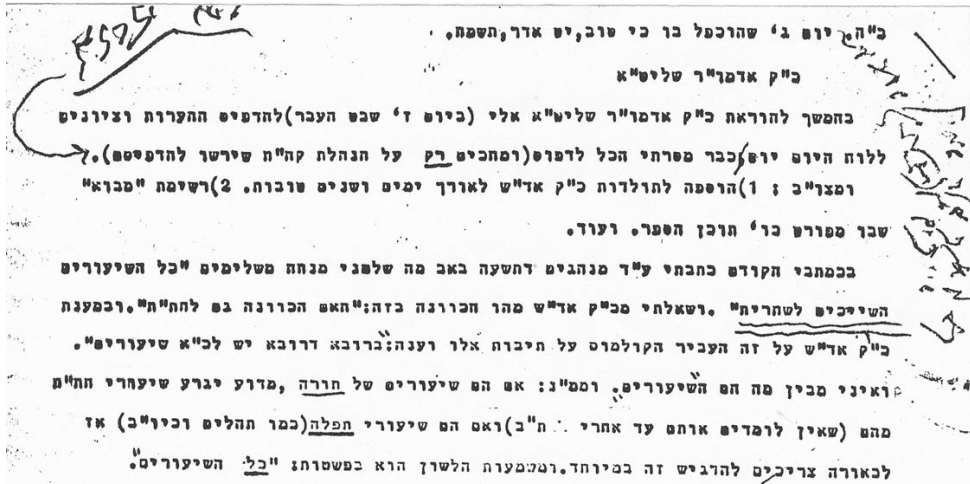 ב"ה. יום ג' שהוכפל בו כי טוב,יט אדר,תשמח.
כ"ק אדמו"ר שליט"א
בהמשך להוראת כ"ק אדמו"ר שליט"א אלי (ביום ז' שבט העבר)להדפיס ההערות וציונים
ללוח היום יום,כבר מסרתי הכל לדפוס(ומחכים רק על הנהלת קה"ת שירשו להדפיסם).
ומצו"ב : 1)הוספה לתולדות כ"ק אד"ש לאורך ימים ושנים טובות. 2)רשימת "מבוא"
שבו מפורט כו' תוכן הספר. ועוד.
בכתבי הקודם כתבתי ע"ד מנהגים דתשעה באב מה שלפני מנחה משלימים "כל השיעורים
השייכים לשחרית" .ושאלתי מכ"ק אד"ש מהו הכוונה בזה:"האם הכוונה גם לחת"ת".ובמענת
כ"ק אד"ש על זה העביר הקולמוס על תיבות אלו וענה:"ברובא דרובא יש לכ"א שיעורים".
ואיני מבין מה הם "השיעורים". וממ"נ: אם הם שיעורים של תורה ,מדוע יגרע שיעורי חת"ת
מהם (שאין לומדים אותם עד אחרי ת"ב)ואם הם שיעורי תפלה(כמו תהלים וכיו"ב) אז
לכאורה צריכים להדגיש זה במיוחד.ומשמעות הלשון הוא בפשטות: "כל השיעורים".